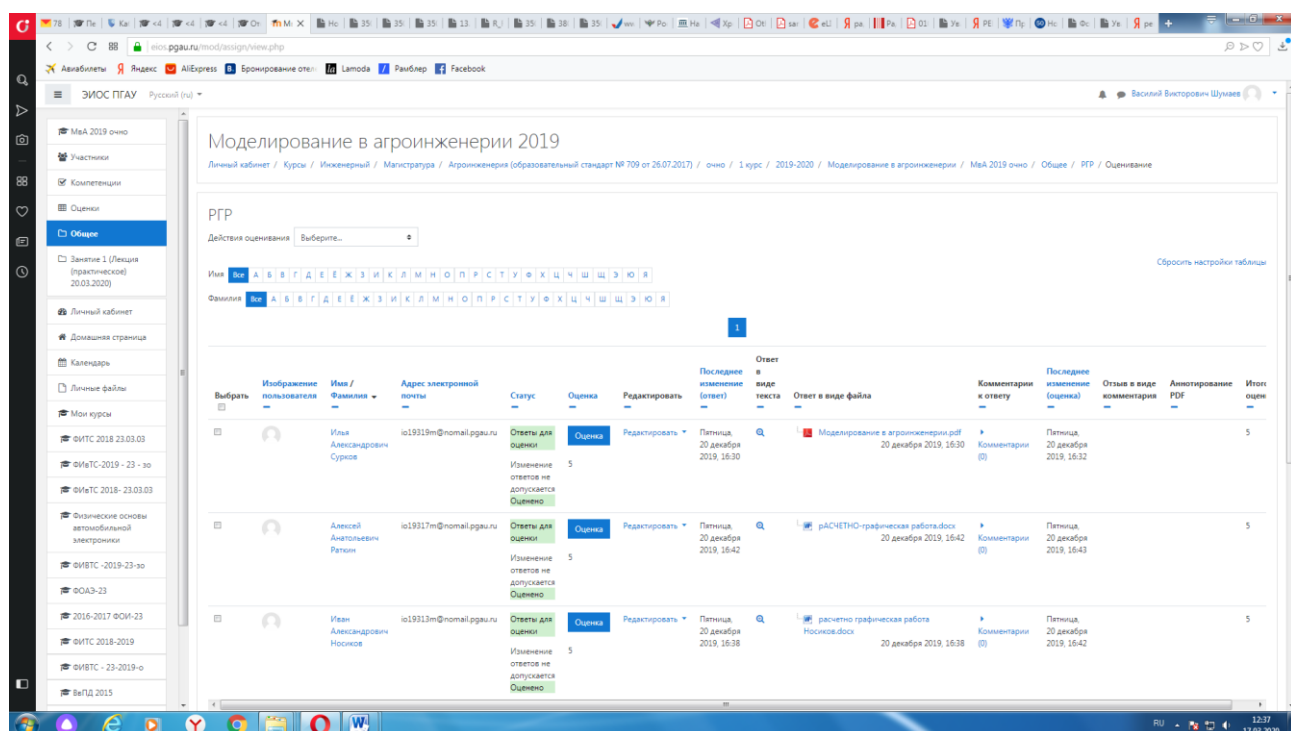 eios.pgau.ru/mod/assign/view.php
Авиабилеты Яндекс AliExpress Бронирование отел Lamoda Рамблер Facebook
ЭИОС ПГАУ Русский (ru)
Василий Викторович Шумаев
МвА 2019 очно
Участники
Компетенции
Оценки
Общее
Занятие 1 (Лекция
(практическое)
20.03.2020)
Личный кабинет
Домашняя страница
Календарь
Личные файлы
Мои курсы
ФИТС 2018 23.03.03
ФИвТС-2019 - 23 - зо
ФИвТС 2018- 23.03.03
Физические основы
автомобильной
электроники
ФИВТС -2019-23-зо
ФОАЭ-23
2016-2017 ФОИ-23
ФИТС 2018-2019
ФИВТС - 23-2019-о
ВвПД 2015
Моделирование в агроинженерии 2019
Личный кабинет / Курсы / Инженерный / Магистратура / Агроинженерия (образовательный стандарт № 709 от 26.07.2017) / очно / 1 курс / 2019-2020 / Моделирование в агроинженерии / МвА 2019 очно / Общее / РГР / Оценивание
РГР
Действия оценивания Выберите...
Сбросить настройки таблицы
Имя Все А Б В Г Д Е Ё Ж З И К Л М Н О П Р С Т У Ф Х Ц Ч Ш Щ Э Ю Я
Фамилия Все А Б В Г Д Е Ё Ж З И К Л М Н О П Р С Т У Ф Х Ц Ч Ш Щ Э Ю Я
1
Выбрать
Изображение
пользователя
Имя /
Фамилия
Адрес электронной
почты
Статус
Оценка
Редактировать
Последнее
изменение
(ответ)
Ответ
в
виде
текста
Ответ в виде файла
Комментарии
к ответу
Последнее
изменение
(оценка)
Отзыв в виде
комментария
Аннотирование
PDF
Итого
оцен
Илья
Александрович
Сурков
io19319m@nomail.pgau.ru
Ответы для
оценки
Изменение
ответов не
допускается
Оценено
Оценка
5
Редактировать
Пятница,
20 декабря
2019, 16:30
Моделирование в агроинженерии.pdf
20 декабря 2019, 16:30
Комментарии
(0)
Пятница,
20 декабря
2019, 16:32
5
Алексей
Анатольевич
Раткин
io19317m@nomail.pgau.ru
Ответы для
оценки
Изменение
ответов не
допускается
Оценено
Оценка
5
Редактировать
Пятница,
20 декабря
2019, 16:42
рАСЧЕТНО-графическая работа.docx
20 декабря 2019, 16:42
Комментарии
(0)
Пятница,
20 декабря
2019, 16:43
5
Иван
Александрович
Носиков
io19313m@nomail.pgau.ru
Ответы для
оценки
Изменение
ответов не
допускается
Оценено
Оценка
5
Редактировать
Пятница,
20 декабря
2019, 16:38
расчетно графическая работа
Носиков.docx
20 декабря 2019, 16:38
Комментарии
(0)
Пятница,
20 декабря
2019, 16:42
5
RU
12:37
17.03.2020